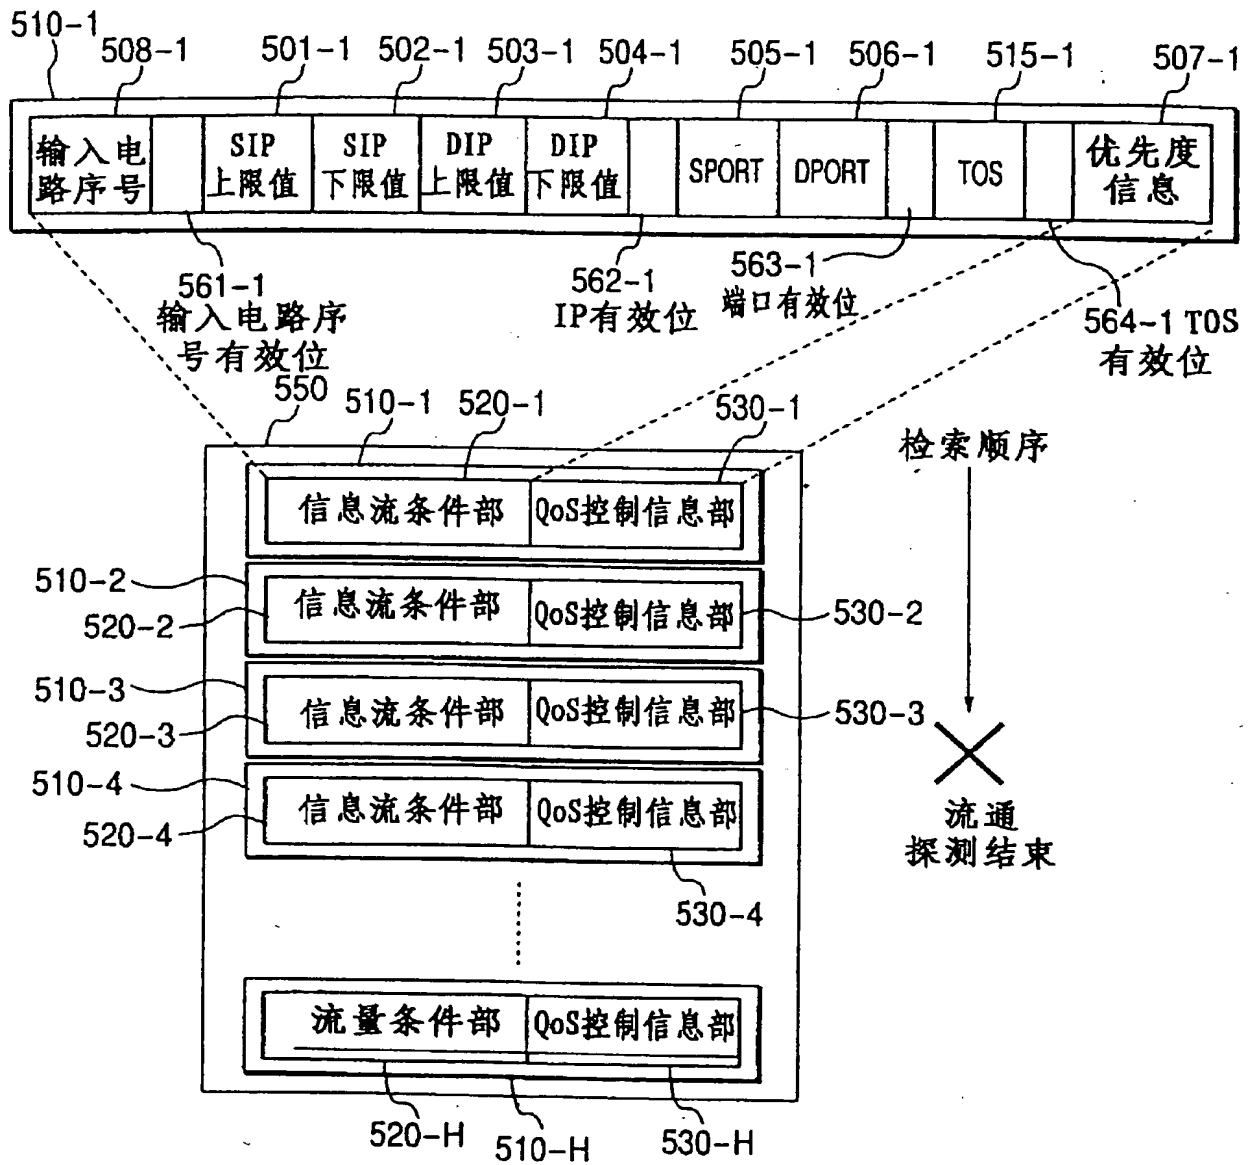 510-1
508-1
501-1
502-1
503-1
504-1
505-1
506-1
515-1
507-1
输入电
路序号
SIP
上限值
SIP
下限值
DIP
上限值
DIP
下限值
SPORT
DPORT
TOS
优先度
信息
561-1
输入电路序
号有效位
562-1
IP有效位
563-1
端口有效位
564-1 TOS
有效位
550
510-1
520-1
530-1
检索顺序
信息流条件部
QoS控制信息部
510-2
520-2
信息流条件部
QoS控制信息部
530-2
510-3
520-3
信息流条件部
QoS控制信息部
530-3
510-4
520-4
信息流条件部
QoS控制信息部
530-4
流通
探测结束
流量条件部
QoS控制信息部
520-H
510-H
530-H